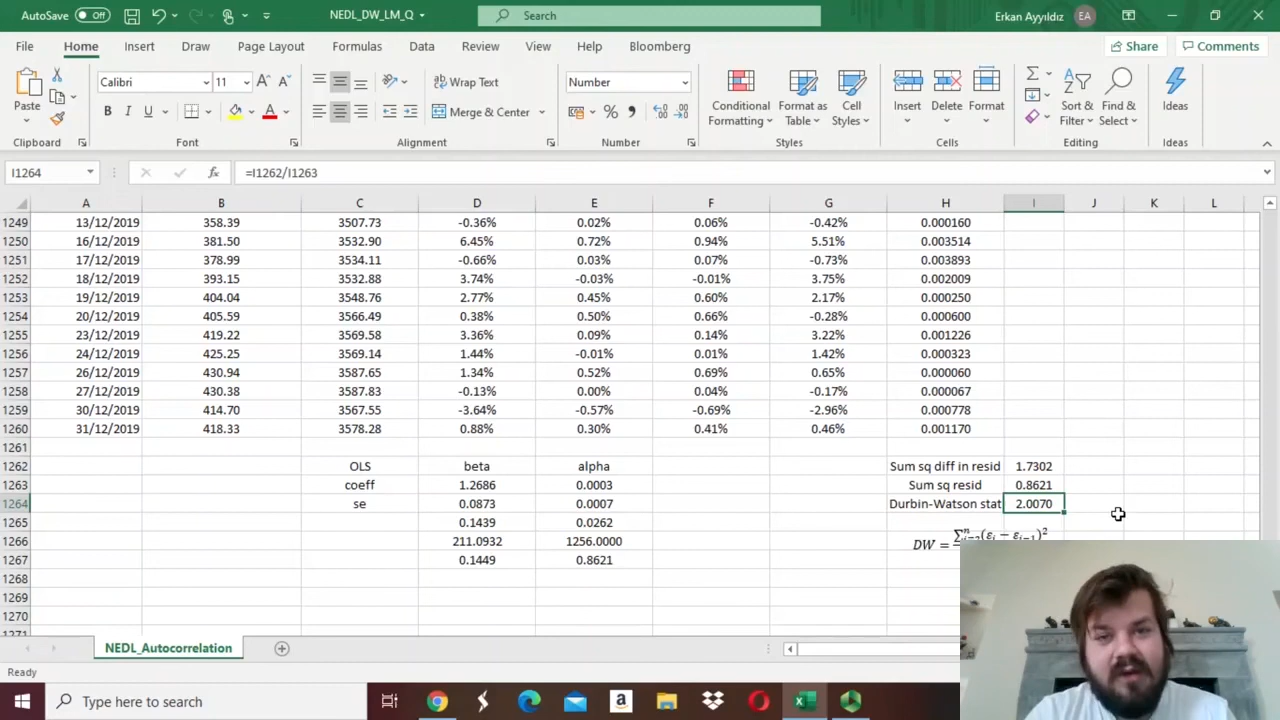 AutoSave Off NEDL_DW_LM_Q Search Erkan Ayyıldız EA
File Home Insert Draw Page Layout Formulas Data Review View Help Bloomberg Share Comments
Paste Calibri 11 A A Wrap Text Number Conditional Formatting Format as Table Cell Styles Insert Delete Format Sort & Filter Find & Select Ideas
B I U A Merge & Center % ,
Clipboard Font Alignment Number Styles Cells Editing Ideas
I1264 fx =I1262/I1263
A B C D E F G H I J K L
1249 13/12/2019 358.39 3507.73 -0.36% 0.02% 0.06% -0.42% 0.000160
1250 16/12/2019 381.50 3532.90 6.45% 0.72% 0.94% 5.51% 0.003514
1251 17/12/2019 378.99 3534.11 -0.66% 0.03% 0.07% -0.73% 0.003893
1252 18/12/2019 393.15 3532.88 3.74% -0.03% -0.01% 3.75% 0.002009
1253 19/12/2019 404.04 3548.76 2.77% 0.45% 0.60% 2.17% 0.000250
1254 20/12/2019 405.59 3566.49 0.38% 0.50% 0.66% -0.28% 0.000600
1255 23/12/2019 419.22 3569.58 3.36% 0.09% 0.14% 3.22% 0.001226
1256 24/12/2019 425.25 3569.14 1.44% -0.01% 0.01% 1.42% 0.000323
1257 26/12/2019 430.94 3587.65 1.34% 0.52% 0.69% 0.65% 0.000060
1258 27/12/2019 430.38 3587.83 -0.13% 0.00% 0.04% -0.17% 0.000067
1259 30/12/2019 414.70 3567.55 -3.64% -0.57% -0.69% -2.96% 0.000778
1260 31/12/2019 418.33 3578.28 0.88% 0.30% 0.41% 0.46% 0.001170
1261
1262 OLS beta alpha Sum sq diff in resid 1.7302
1263 coeff 1.2686 0.0003 Sum sq resid 0.8621
1264 se 0.0873 0.0007 Durbin-Watson stat 2.0070
1265 0.1439 0.0262
1266 211.0932 1256.0000 DW =
1267 0.1449 0.8621
1268
1269
1270
1271
NEDL_Autocorrelation
Ready
Type here to search